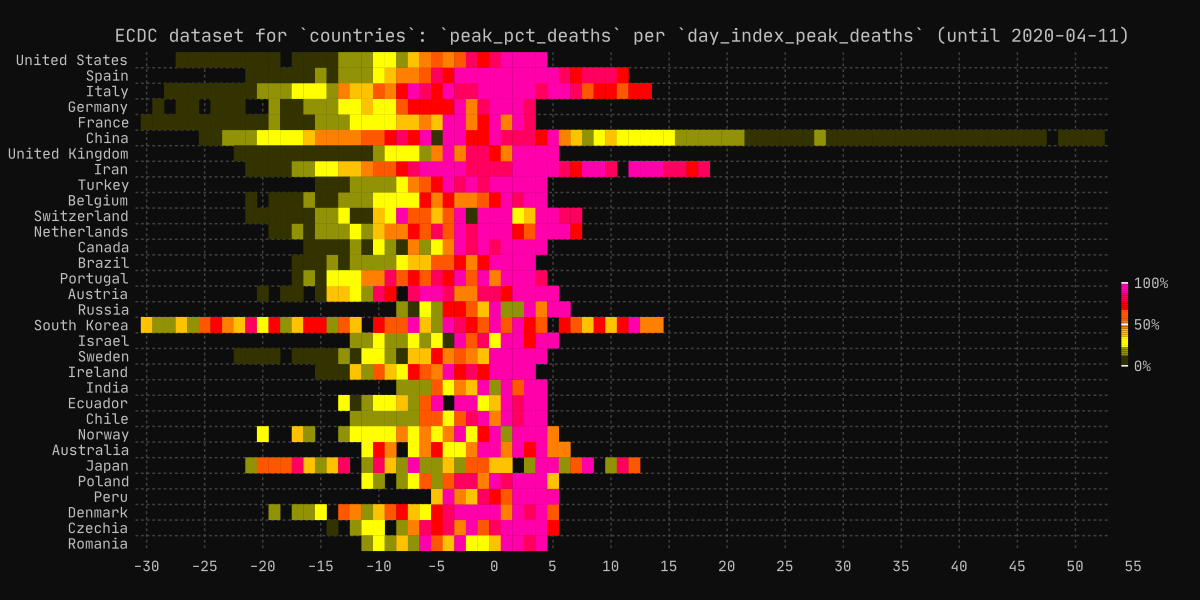 ECDC dataset for `countries`: `peak_pct_deaths` per `day_index_peak_deaths` (until 2020-04-11)
United States
Spain
Italy
Germany
France
China
United Kingdom
Iran
Turkey
Belgium
Switzerland
Netherlands
Canada
Brazil
Portugal
Austria
Russia
South Korea
Israel
Sweden
Ireland
India
Ecuador
Chile
Norway
Australia
Japan
Poland
Peru
Denmark
Czechia
Romania
100%
50%
0%
-30 -25 -20 -15 -10 -5 0 5 10 15 20 25 30 35 40 45 50 55